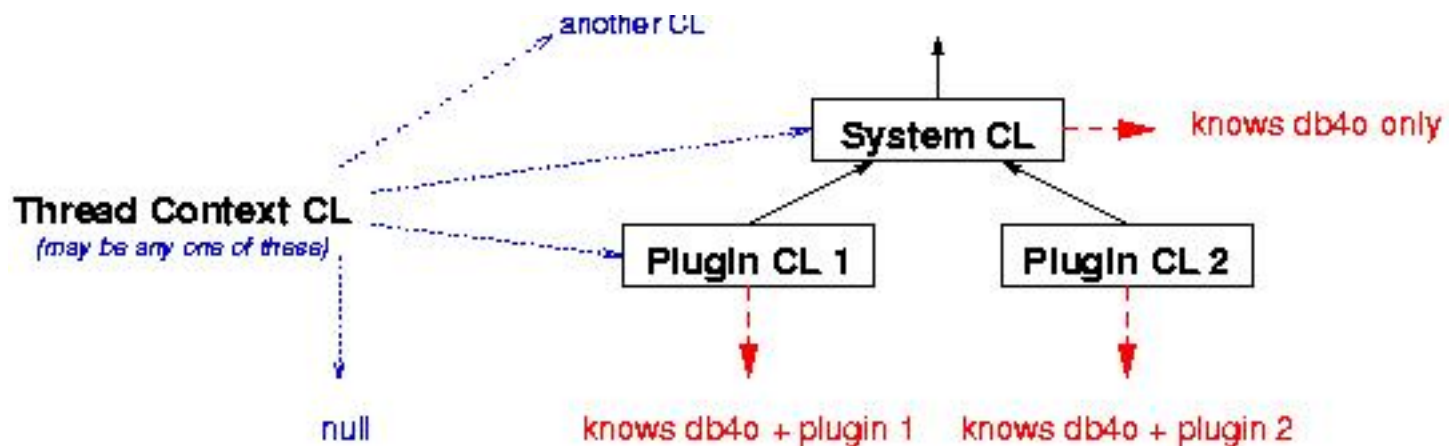 another CL
System CL
knows db4o only
Thread Context CL
(may be any one of these)
Plugin CL 1
Plugin CL 2
null
knows db4o + plugin 1
knows db4o + plugin 2